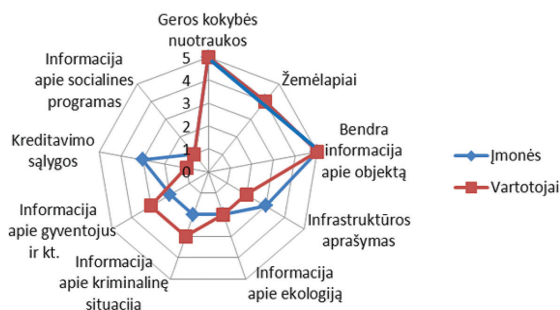 Geros kokybės
nuotraukos
Žemėlapiai
Bendra
informacija
apie objektą
Infrastruktūros
aprašymas
Informacija
apie ekologiją
Informacija
apie kriminalinę
situaciją
Informacija
apie gyventojus
ir kt.
Kreditavimo
sąlygos
Informacija
apie socialines
programas
5
4
3
2
1
0
Įmonės
Vartotojai